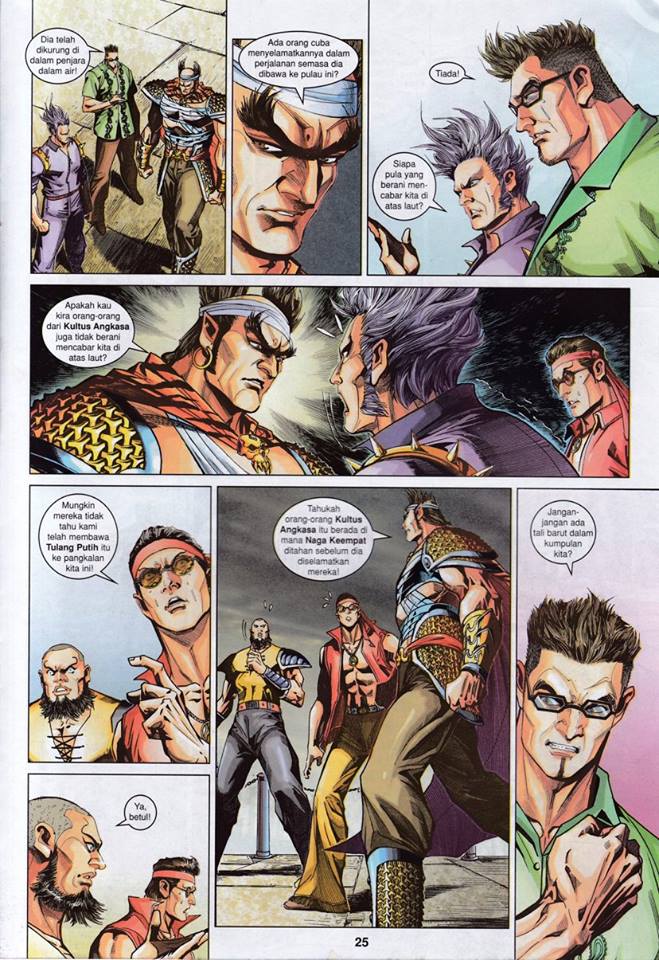 Dia telah
dikurung di
dalam penjara
dalam air!
Ada orang cuba
menyelamatkannya dalam
perjalanan semasa dia
dibawa ke pulau ini?
Tiada!
Siapa
pula yang
berani men-
cabar kita di
atas laut?
Apakah kau
kira orang-orang
dari Kultus Angkasa
juga tidak berani
mencabar kita di
atas laut?
Mungkin
mereka tidak
tahu kami
telah membawa
Tulang Putih itu
ke pangkalan
kita ini!
Tahukah
orang-orang Kultus
Angkasa itu berada di
mana Naga Keempat
ditahan sebelum dia
diselamatkan
mereka!
Jangan-
jangan ada
tali barut dalam
kumpulan
kita?
Ya,
betul!
25